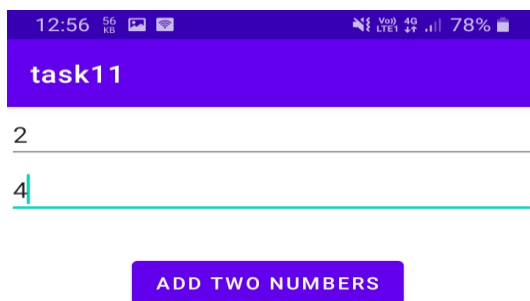 12:56 56 KB Vo)) LTE1 4G 78%
task11
2
4
ADD TWO NUMBERS